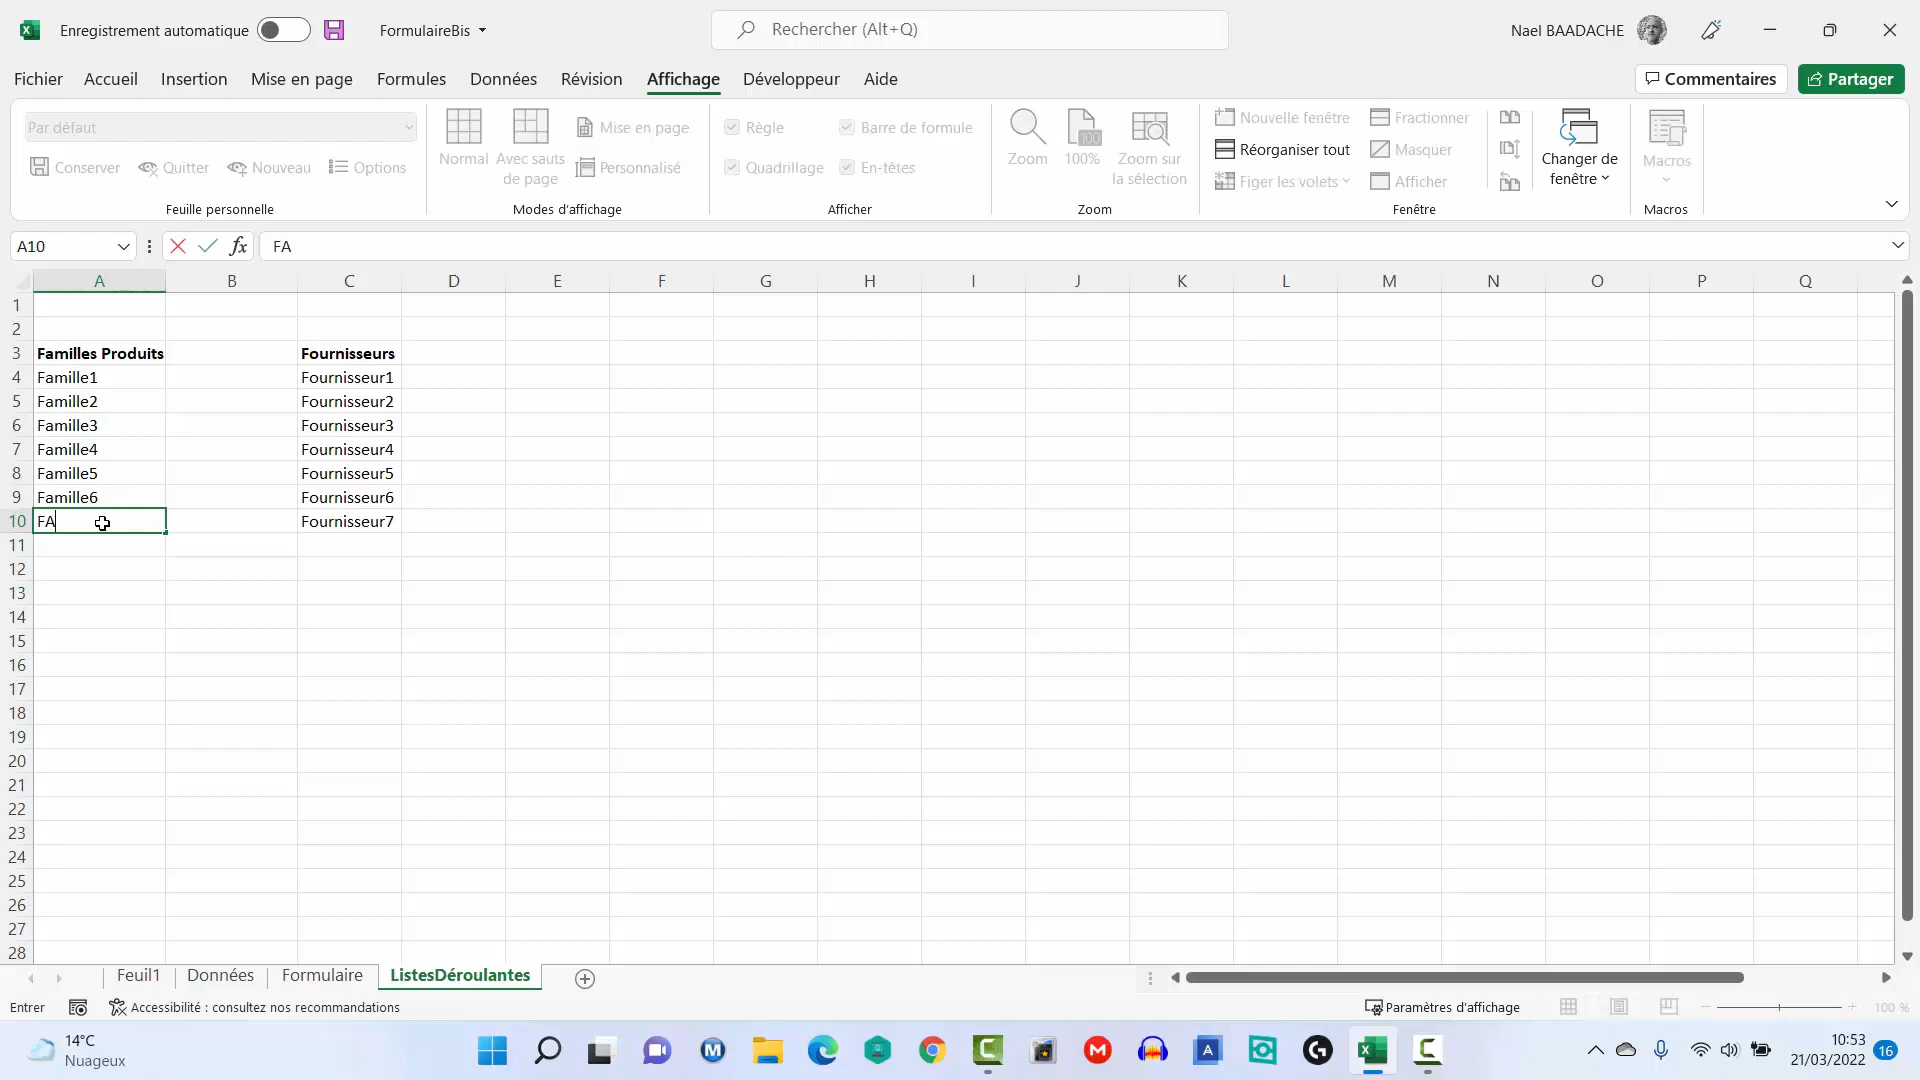 Enregistrement automatique
FormulaireBis
Rechercher (Alt+Q)
Nael BAADACHE
Fichier Accueil Insertion Mise en page Formules Données Révision Affichage Développeur Aide
Commentaires
Partager
Par défaut
Conserver Quitter Nouveau Options
Feuille personnelle
Normal
Avec sauts
de page
Mise en page
Personnalisé
Modes d'affichage
Règle
Barre de formule
Quadrillage
En-têtes
Afficher
Zoom
100
100%
Zoom sur
la sélection
Zoom
Nouvelle fenêtre
Réorganiser tout
Figer les volets
Fractionner
Masquer
Afficher
Changer de
fenêtre
Fenêtre
Macros
Macros
A10
fx
FA
A B C D E F G H I J K L M N O P Q
1
2
3 Familles Produits Fournisseurs
4 Famille1 Fournisseur1
5 Famille2 Fournisseur2
6 Famille3 Fournisseur3
7 Famille4 Fournisseur4
8 Famille5 Fournisseur5
9 Famille6 Fournisseur6
10 FA Fournisseur7
11
12
13
14
15
16
17
18
19
20
21
22
23
24
25
26
27
28
Feuil1 Données Formulaire ListesDéroulantes
Entrer
Accessibilité : consultez nos recommandations
Paramètres d'affichage
100 %
14°C
Nuageux
10:53
21/03/2022
16